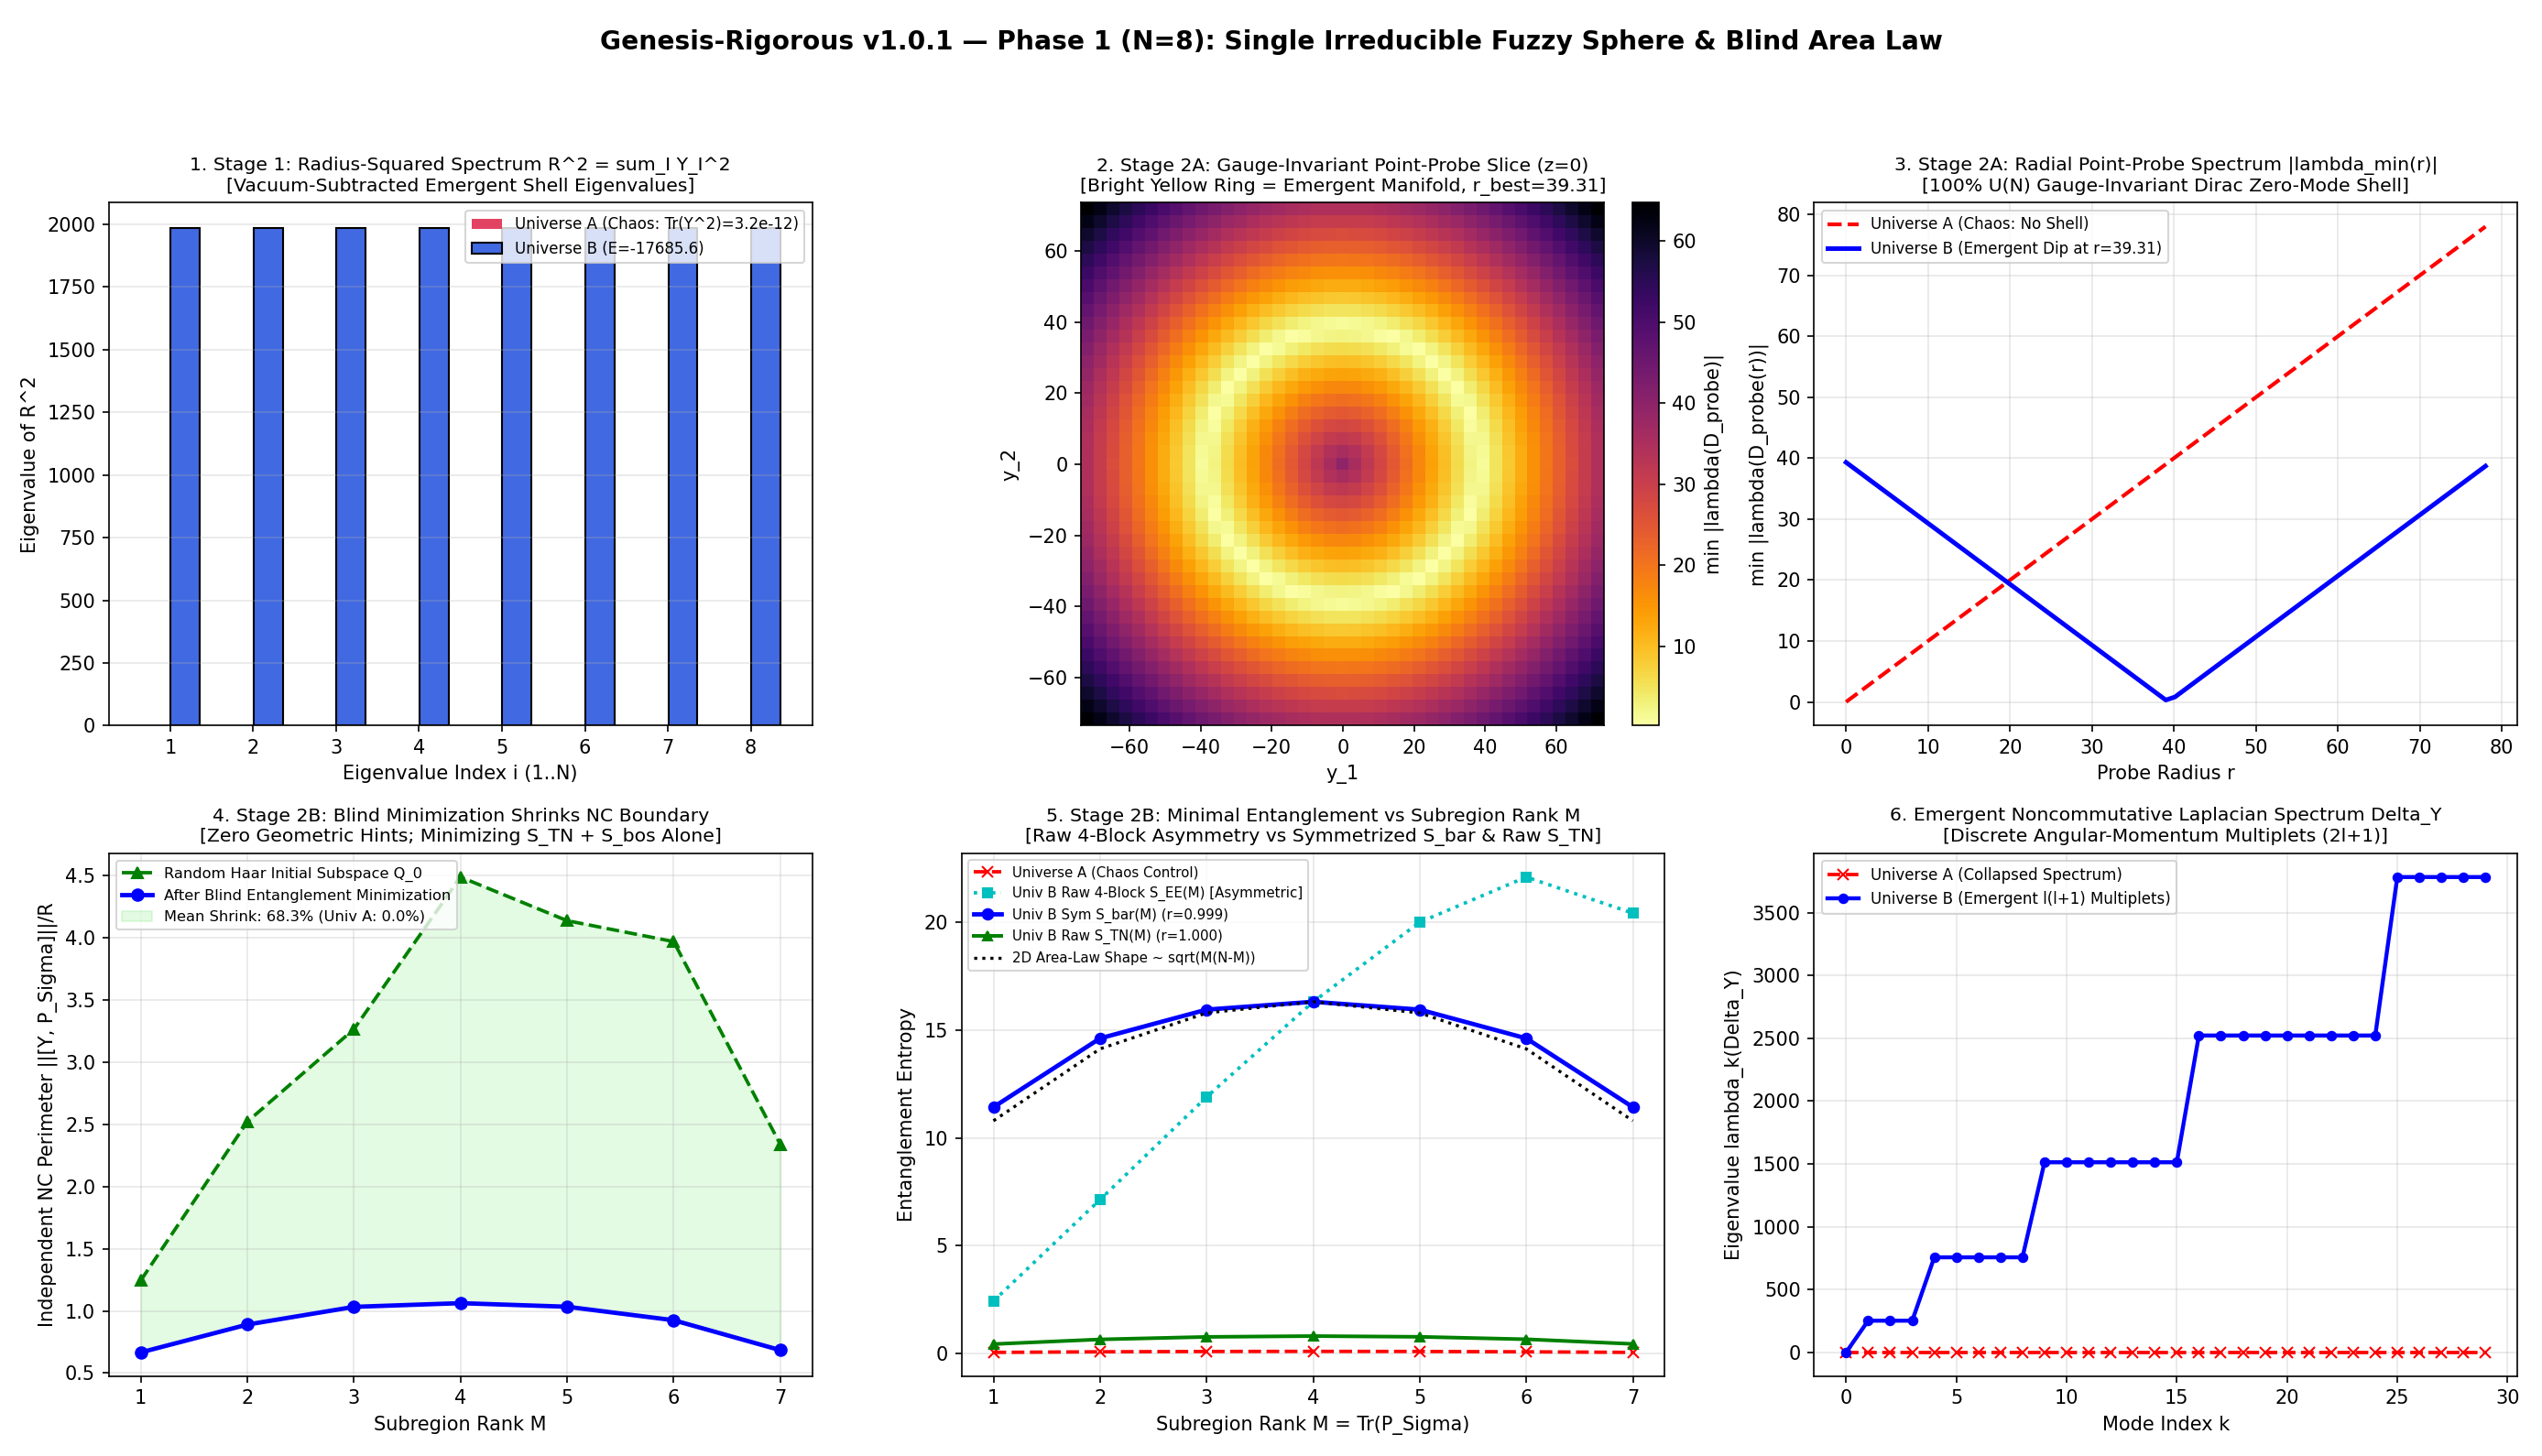 Genesis-Rigorous v1.0.1 — Phase 1 (N=8): Single Irreducible Fuzzy Sphere & Blind Area Law
1. Stage 1: Radius-Squared Spectrum R^2 = sum_I Y_I^2
[Vacuum-Subtracted Emergent Shell Eigenvalues]
Universe A (Chaos: Tr(Y^2)=3.2e-12)
Universe B (E=-17685.6)
2000
1750
1500
1250
1000
750
500
250
0
Eigenvalue of R^2
1 2 3 4 5 6 7 8
Eigenvalue Index i (1..N)
2. Stage 2A: Gauge-Invariant Point-Probe Slice (z=0)
[Bright Yellow Ring = Emergent Manifold, r_best=39.31]
60
40
20
0
−20
−40
−60
y_2
−60 −40 −20 0 20 40 60
y_1
60
50
40
30
20
10
min |lambda(D_probe)|
3. Stage 2A: Radial Point-Probe Spectrum |lambda_min(r)|
[100% U(N) Gauge-Invariant Dirac Zero-Mode Shell]
Universe A (Chaos: No Shell)
Universe B (Emergent Dip at r=39.31)
80
70
60
50
40
30
20
10
0
min |lambda(D_probe(r))|
0 10 20 30 40 50 60 70 80
Probe Radius r
4. Stage 2B: Blind Minimization Shrinks NC Boundary
[Zero Geometric Hints; Minimizing S_TN + S_bos Alone]
Random Haar Initial Subspace Q_0
After Blind Entanglement Minimization
Mean Shrink: 68.3% (Univ A: 0.0%)
4.5
4.0
3.5
3.0
2.5
2.0
1.5
1.0
0.5
Independent NC Perimeter ||[Y, P_Sigma]||/R
1 2 3 4 5 6 7
Subregion Rank M
5. Stage 2B: Minimal Entanglement vs Subregion Rank M
[Raw 4-Block Asymmetry vs Symmetrized S_bar & Raw S_TN]
Universe A (Chaos Control)
Univ B Raw 4-Block S_EE(M) [Asymmetric]
Univ B Sym S_bar(M) (r=0.999)
Univ B Raw S_TN(M) (r=1.000)
2D Area-Law Shape ~ sqrt(M(N-M))
20
15
10
5
0
Entanglement Entropy
1 2 3 4 5 6 7
Subregion Rank M = Tr(P_Sigma)
6. Emergent Noncommutative Laplacian Spectrum Delta_Y
[Discrete Angular-Momentum Multiplets (2l+1)]
Universe A (Collapsed Spectrum)
Universe B (Emergent l(l+1) Multiplets)
3500
3000
2500
2000
1500
1000
500
0
Eigenvalue lambda_k(Delta_Y)
0 5 10 15 20 25 30
Mode Index k